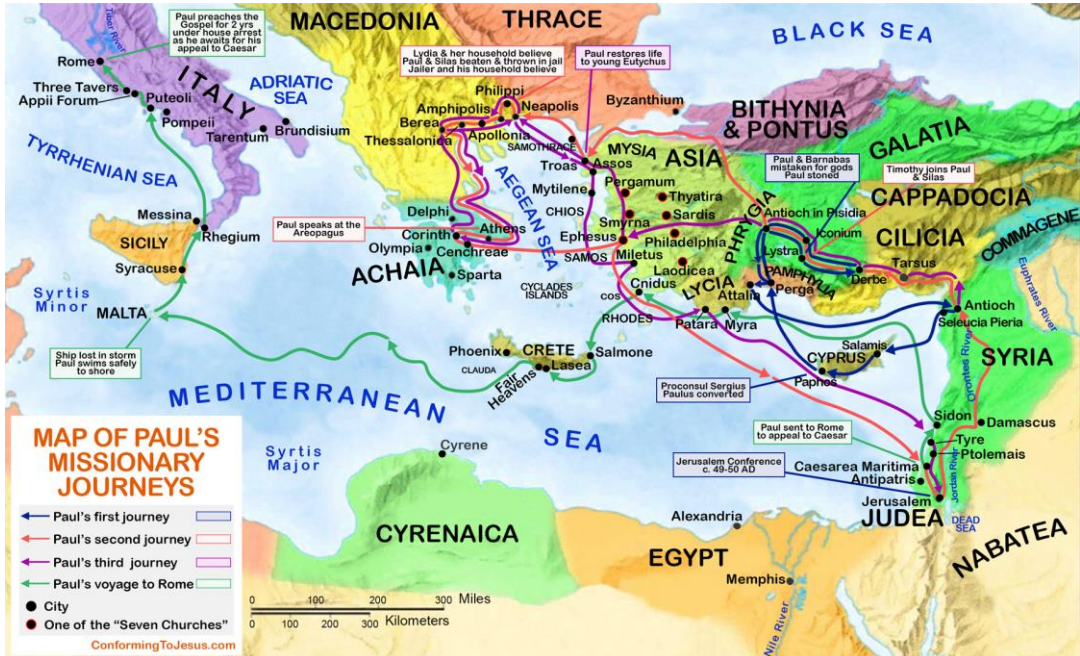 Paul preaches the
Gospel for 2 yrs
under house arrest
as he awaits for his
appeal to Caesar
Tiber River
MACEDONIA
THRACE
BLACK SEA
Lydia & her household believe
Paul & Silas beaten & thrown in jail
Jailer and his household believe
Paul restores life
to young Eutychus
Rome
ITALY
ADRIATIC
SEA
Three Tavers
Appii Forum
Puteoli
Pompeii
Tarentum
Brundisium
Philippi
Neapolis
Amphipolis
Berea
Apollonia
Thessalonica
SAMOTHRACE
Byzanthium
BITHYNIA
& PONTUS
GALATIA
TYRRHENIAN SEA
Troas
Assos
MYSIA
ASIA
Paul & Barnabas
mistaken for gods
Paul stoned
Timothy joins Paul
& Silas
CAPPADOCIA
AEGEAN SEA
Mytilene
Pergamum
Thyatira
CHIOS
Smyrna
Sardis
PHRYGIA
Antioch in Pisidia
Iconium
CILICIA
COMMAGENE
Messina
Rhegium
SICILY
Syracuse
Paul speaks at the
Areopagus
Delphi
Corinth
Athens
Olympia
Cenchreae
ACHAIA
Sparta
Ephesus
Philadelphia
SAMOS
Miletus
Laodicea
Lystra
Derbe
Tarsus
PAMPHYLIA
LYCIA
Attalia
Perga
Euphrates River
Syrtis
Minor
MALTA
CYCLADES
ISLANDS
Cnidus
COS
RHODES
Patara
Myra
Antioch
Seleucia Pieria
Ship lost in storm
Paul swims safely
to shore
Phoenix
CRETE
Salmone
CLAUDA
Lasea
Fair
Heavens
Salamis
CYPRUS
Paphos
SYRIA
Orontes River
MEDITERRANEAN
SEA
Proconsul Sergius
Paulus converted
Sidon
Damascus
Paul sent to Rome
to appeal to Caesar
Tyre
Ptolemais
Syrtis
Major
Cyrene
Jerusalem Conference
c. 49-50 AD
Caesarea Maritima
Antipatris
Jordan River
Jerusalem
JUDEA
DEAD
SEA
NABATEA
CYRENAICA
Alexandria
EGYPT
Memphis
Nile River
MAP OF PAUL'S
MISSIONARY
JOURNEYS
Paul's first journey
Paul's second journey
Paul's third journey
Paul's voyage to Rome
City
One of the "Seven Churches"
ConformingToJesus.com
0 100 200 300 Miles
0 100 200 300 Kilometers